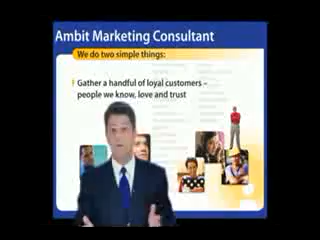 Ambit Marketing Consultant
We do two simple things:
Gather a handful of loyal customers –
people we know, love and trust